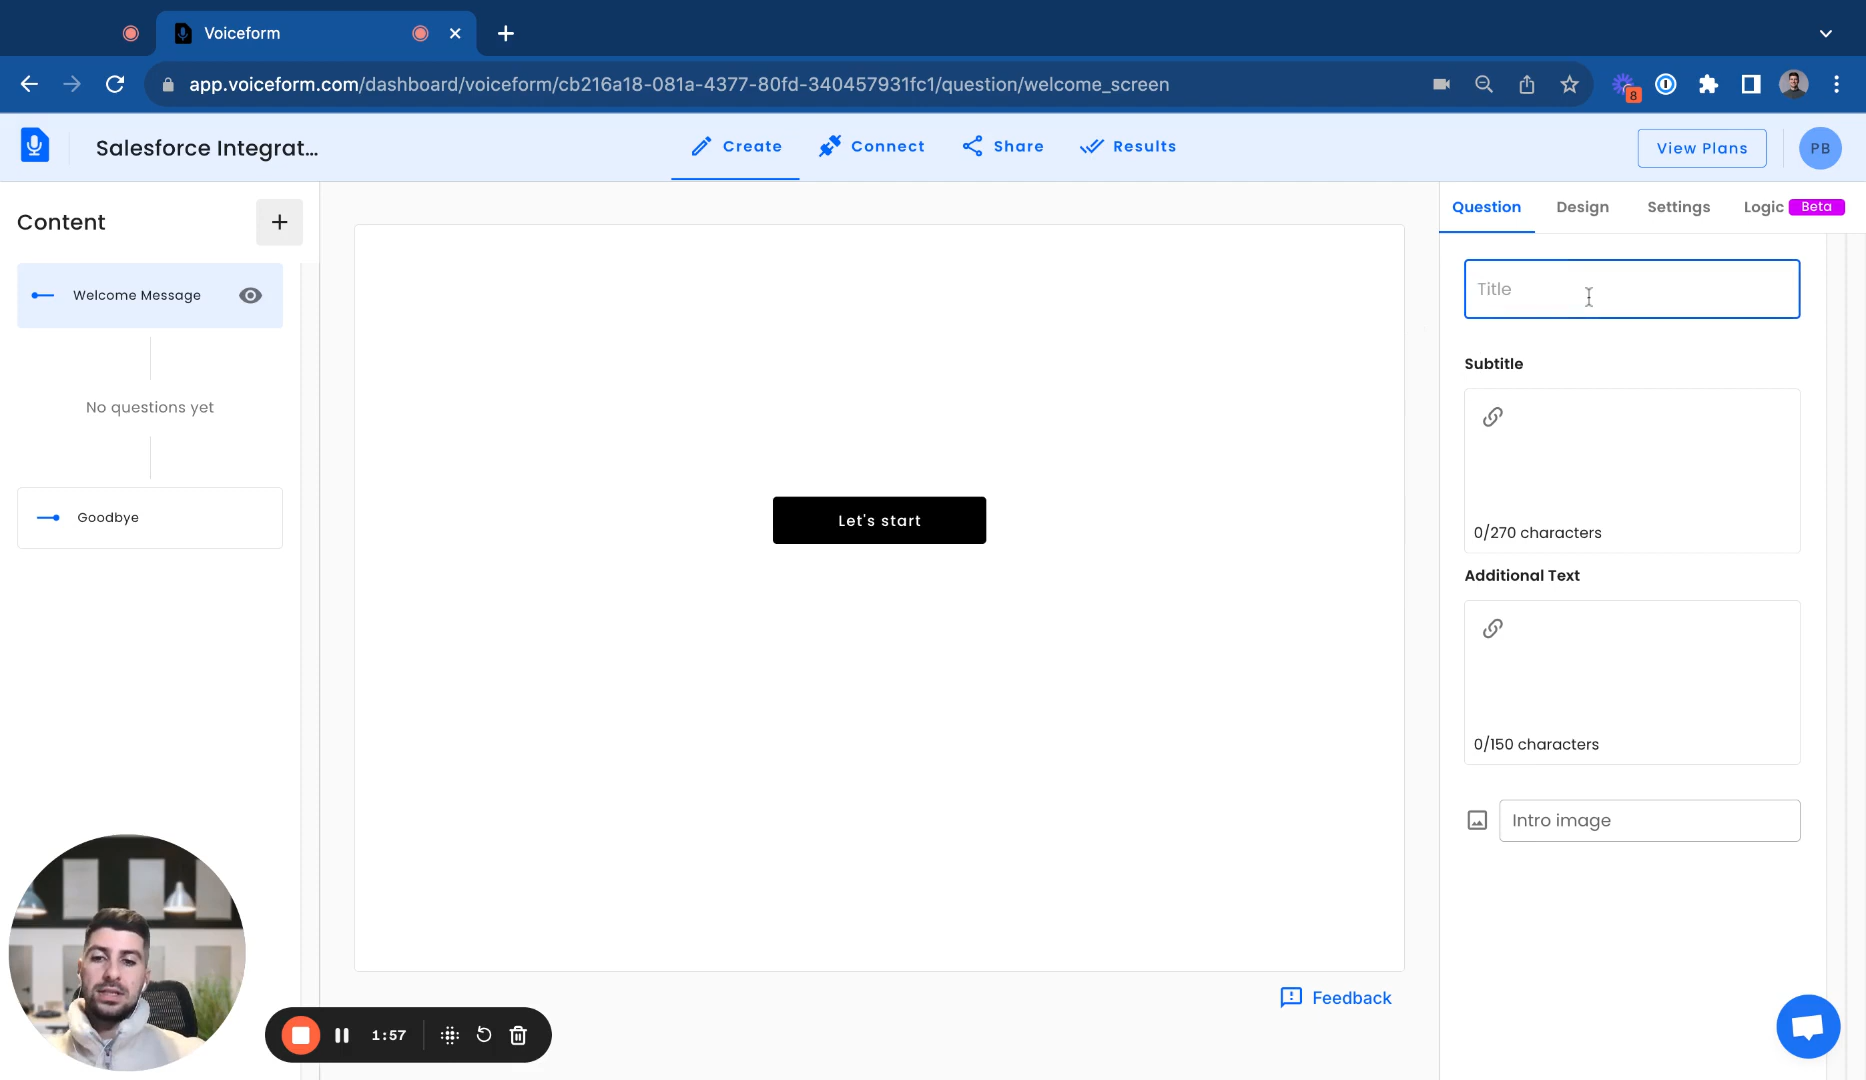 Voiceform
app.voiceform.com/dashboard/voiceform/cb216a18-081a-4377-80fd-340457931fc1/question/welcome_screen
8
Salesforce Integrat...
Create
Connect
Share
Results
View Plans
PB
Content
Question
Design
Settings
Logic
Beta
Welcome Message
No questions yet
Goodbye
Let's start
Title
Subtitle
0/270 characters
Additional Text
0/150 characters
Intro image
Feedback
1:57